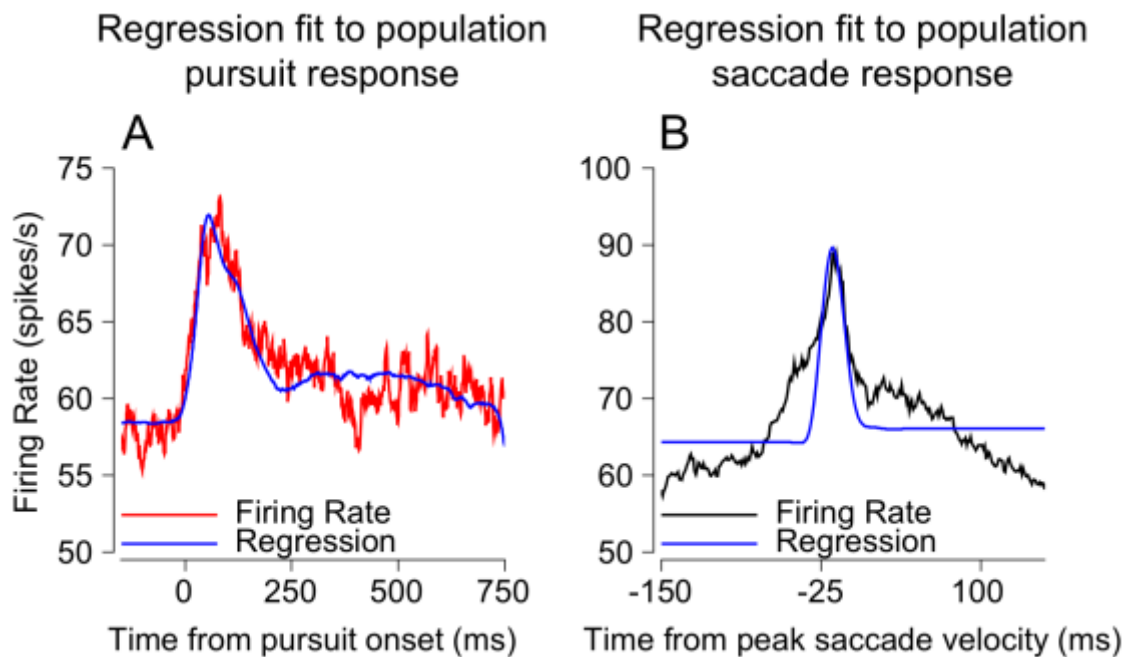 Regression fit to population
pursuit response
Regression fit to population
saccade response
A
B
Firing Rate (spikes/s)
75
70
65
60
55
50
Firing Rate
Regression
0
250
500
750
Time from pursuit onset (ms)
100
90
80
70
60
50
Firing Rate
Regression
-150
-25
100
Time from peak saccade velocity (ms)